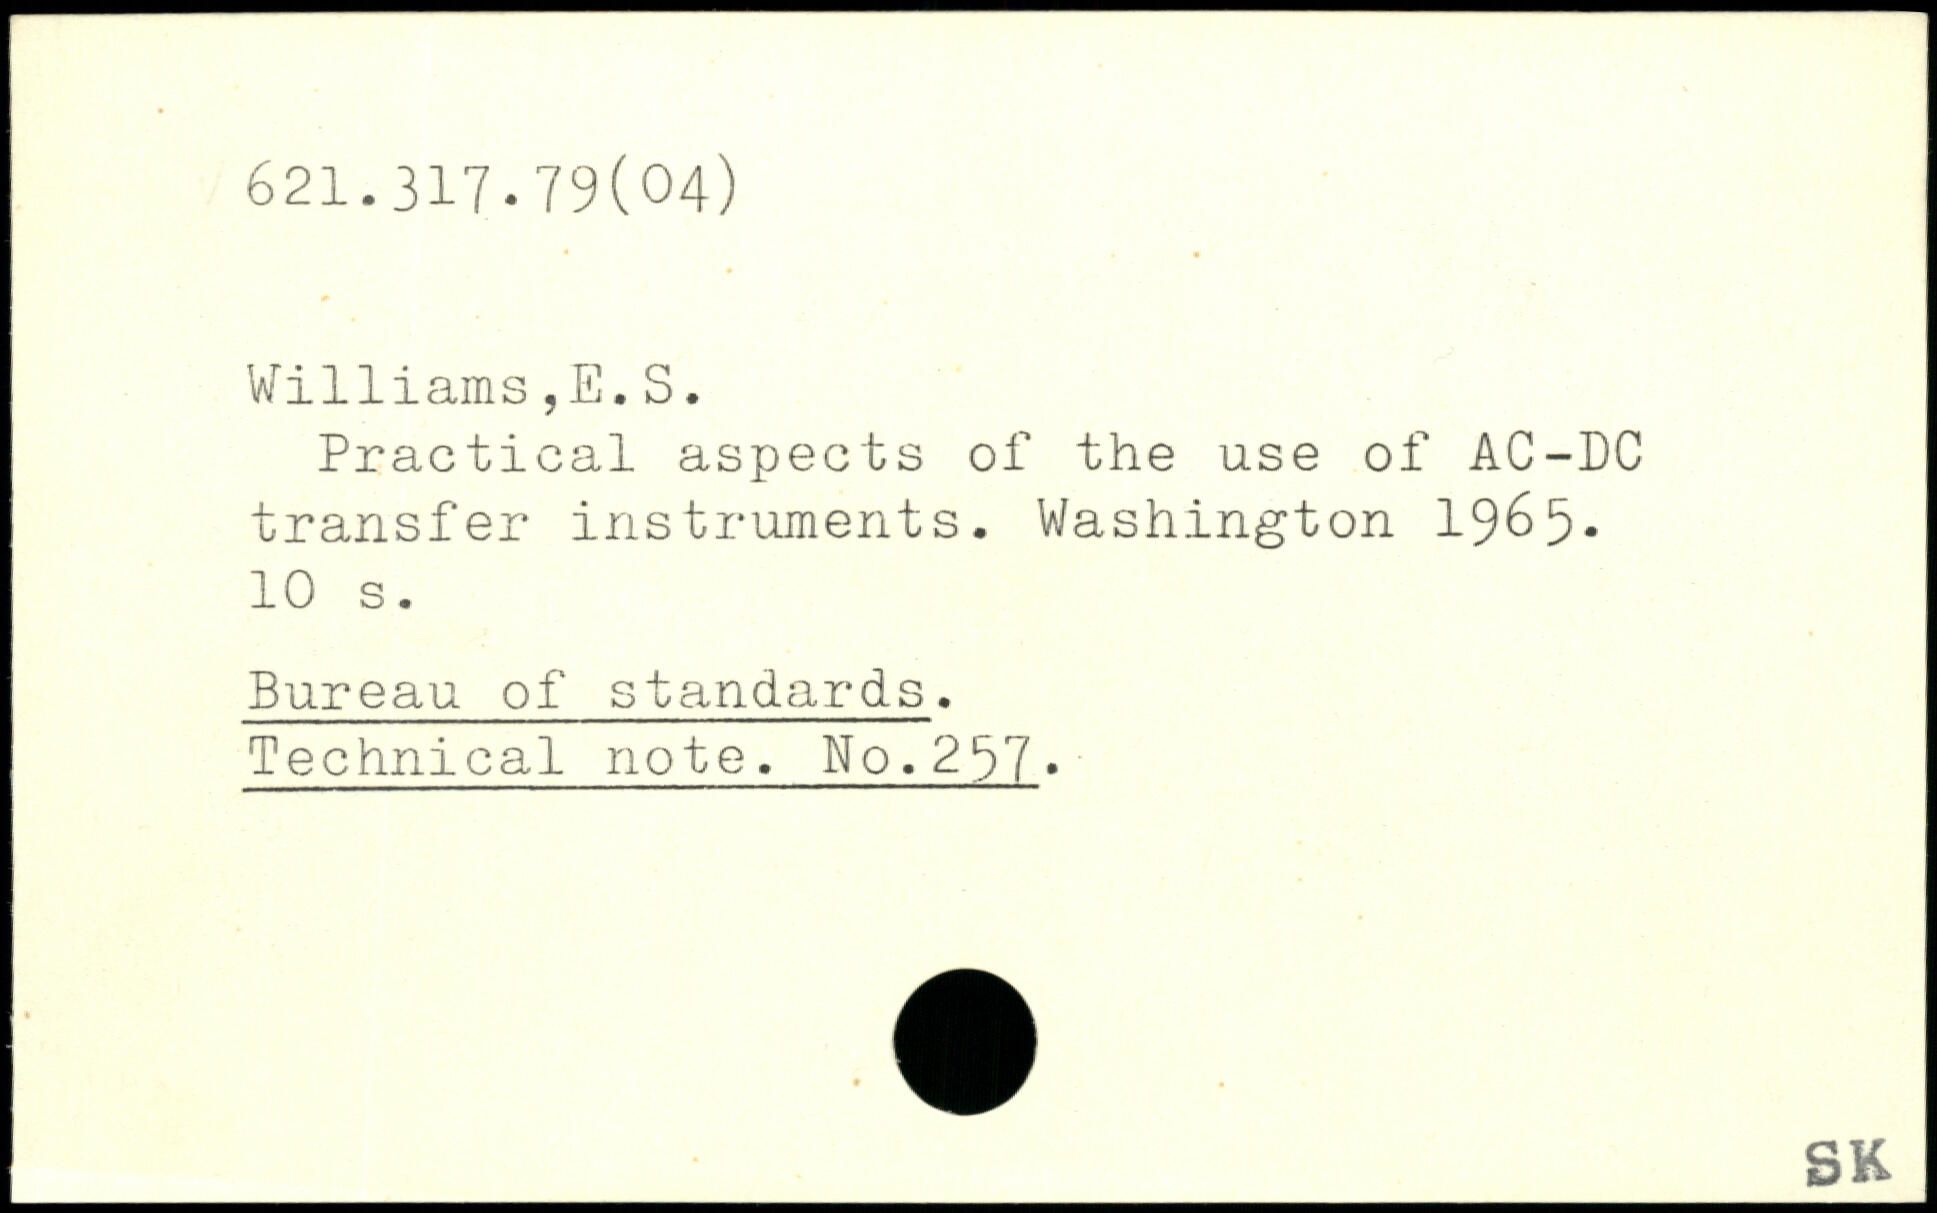 621.317.79(04)
Williams,E.S.
Practical aspects of the use of AC-DC
transfer instruments. Washington 1965.
10 s.
Bureau of standards.
Technical note. No.257.
SK